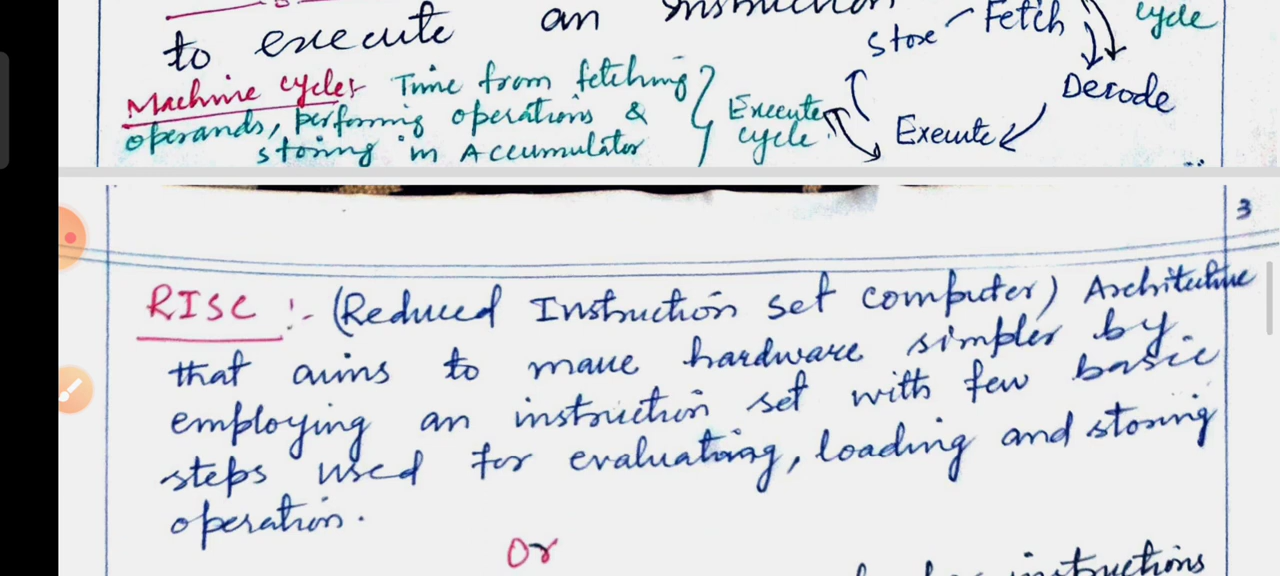 to execute an Instruction
Store Fetch cycle
Machine cycle:- Time from fetching
operands, performing operations &
storing in Accumulator
Execute
cycle
Decode
Execute
3
RISC :- (Reduced Instruction set computer) Architecture
that aims to make hardware simpler by
employing an instruction set with few basic
steps used for evaluating, loading and storing
operation.
Or
instructions